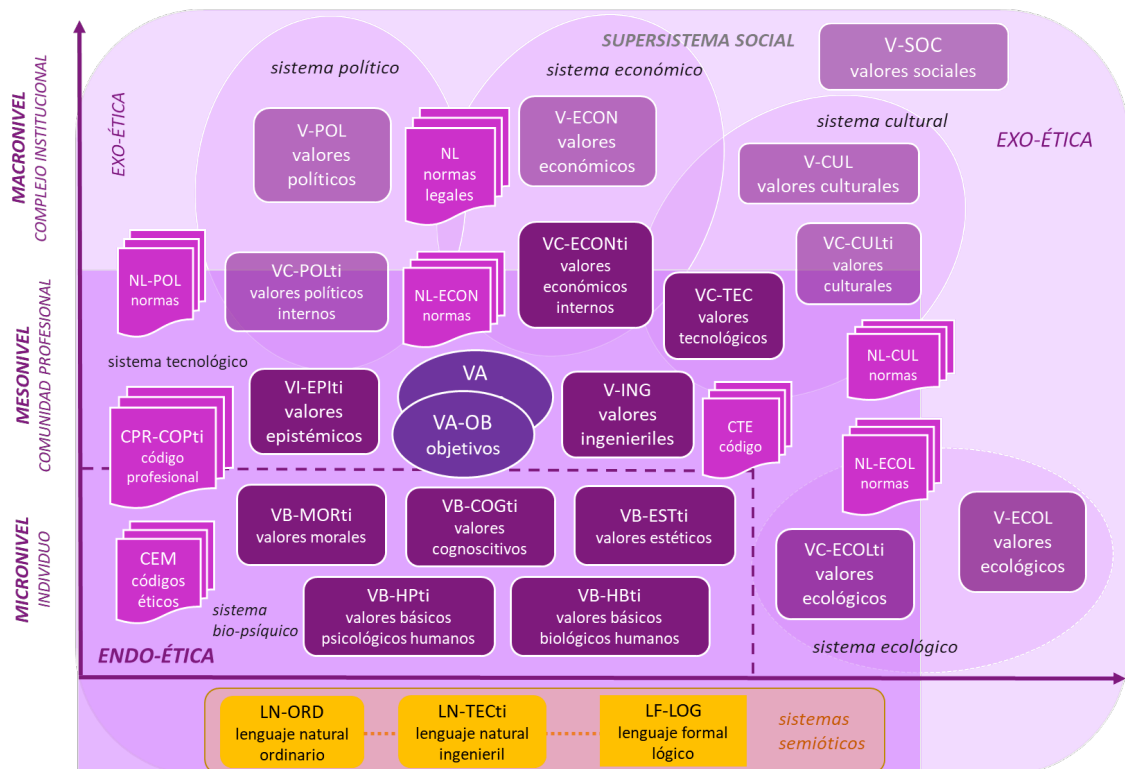 SUPERSISTEMA SOCIAL
V-SOC
valores sociales
sistema político
sistema económico
sistema cultural
MACRONIVEL
COMPLEJO INSTITUCIONAL
EXO-ÉTICA
EXO-ÉTICA
V-POL
valores
políticos
NL
normas
legales
V-ECON
valores
económicos
V-CUL
valores culturales
NL-POL
normas
VC-POLti
valores políticos
internos
NL-ECON
normas
VC-ECONti
valores
económicos
internos
VC-TEC
valores
tecnológicos
VC-CULti
valores
culturales
NL-CUL
normas
MESONIVEL
COMUNIDAD PROFESIONAL
sistema tecnológico
CPR-COPti
código
profesional
VI-EPIti
valores
epistémicos
VA
VA-OB
objetivos
V-ING
valores
ingenieriles
CTE
código
NL-ECOL
normas
MICRONIVEL
INDIVIDUO
CEM
códigos
éticos
VB-MORti
valores morales
VB-COGti
valores
cognoscitivos
VB-ESTti
valores estéticos
VC-ECOLti
valores
ecológicos
V-ECOL
valores
ecológicos
sistema
bio-psíquico
VB-HPti
valores básicos
psicológicos humanos
VB-HBti
valores básicos
biológicos humanos
sistema ecológico
ENDO-ÉTICA
LN-ORD
lenguaje natural
ordinario
LN-TECti
lenguaje natural
ingenieril
LF-LOG
lenguaje formal
lógico
sistemas
semióticos